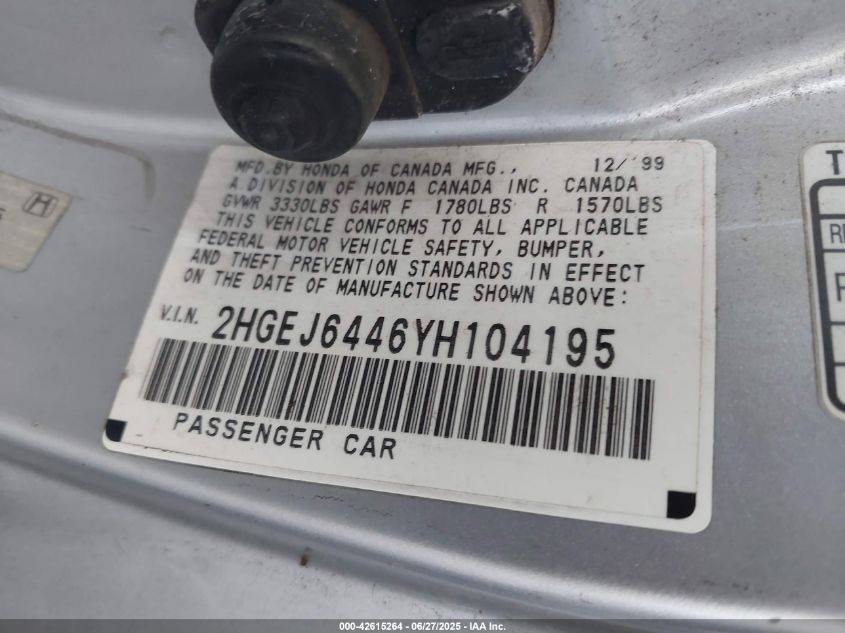 MFD.BY HONDA OF CANADA MFG., 12/'99
A DIVISION OF HONDA CANADA INC. CANADA
GVWR 3330LBS GAWR F 1780LBS R 1570LBS
THIS VEHICLE CONFORMS TO ALL APPLICABLE
FEDERAL MOTOR VEHICLE SAFETY, BUMPER,
AND THEFT PREVENTION STANDARDS IN EFFECT
ON THE DATE OF MANUFACTURE SHOWN ABOVE:
V.I.N. 2HGEJ6446YH104195
PASSENGER CAR
000-42615264 - 06/27/2025 - IAA Inc.